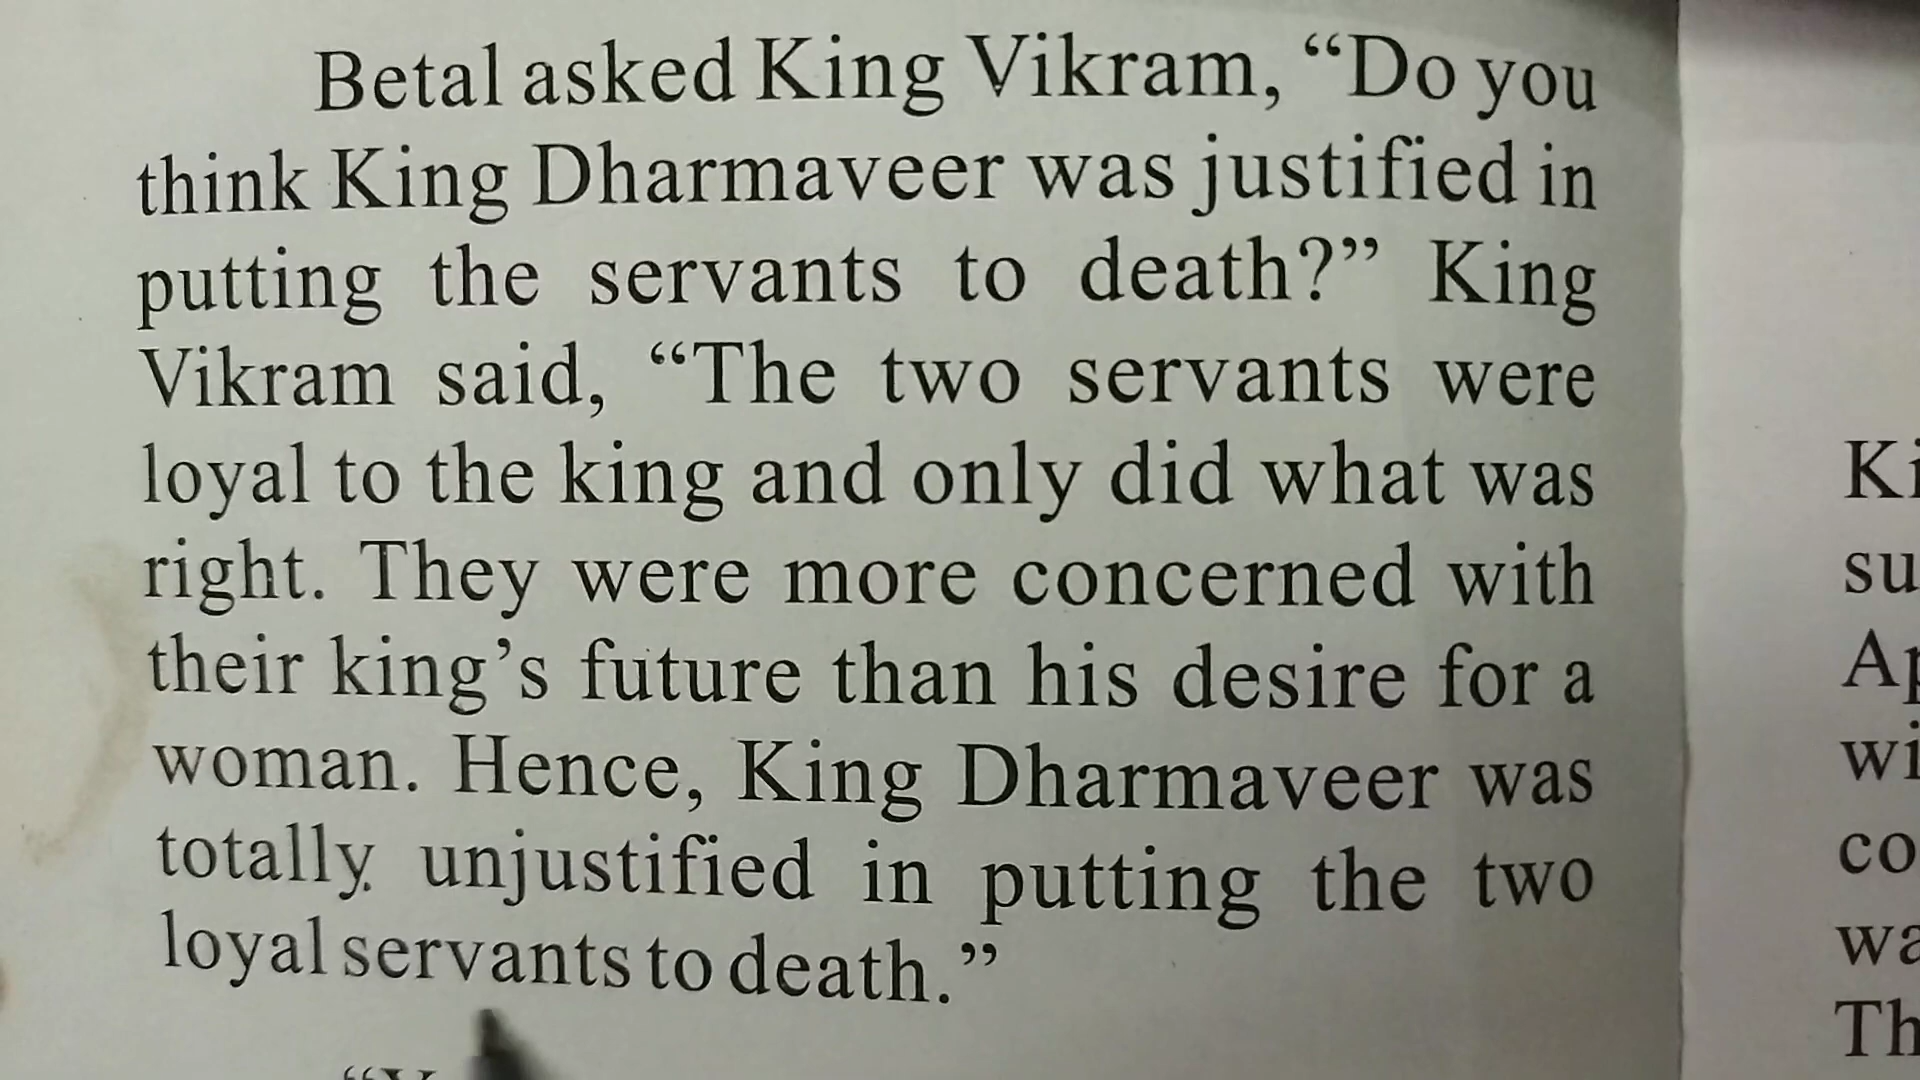 Betal asked King Vikram, “Do you
think King Dharmaveer was justified in
putting the servants to death?” King
Vikram said, “The two servants were
loyal to the king and only did what was
right. They were more concerned with
their king’s future than his desire for a
woman. Hence, King Dharmaveer was
totally unjustified in putting the two
loyal servants to death.”